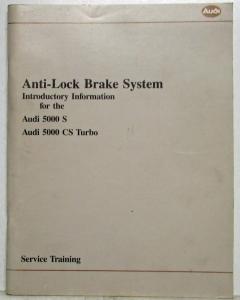 Audi
Anti-Lock Brake System
Introductory Information
for the
Audi 5000 S
Audi 5000 CS Turbo
Service Training